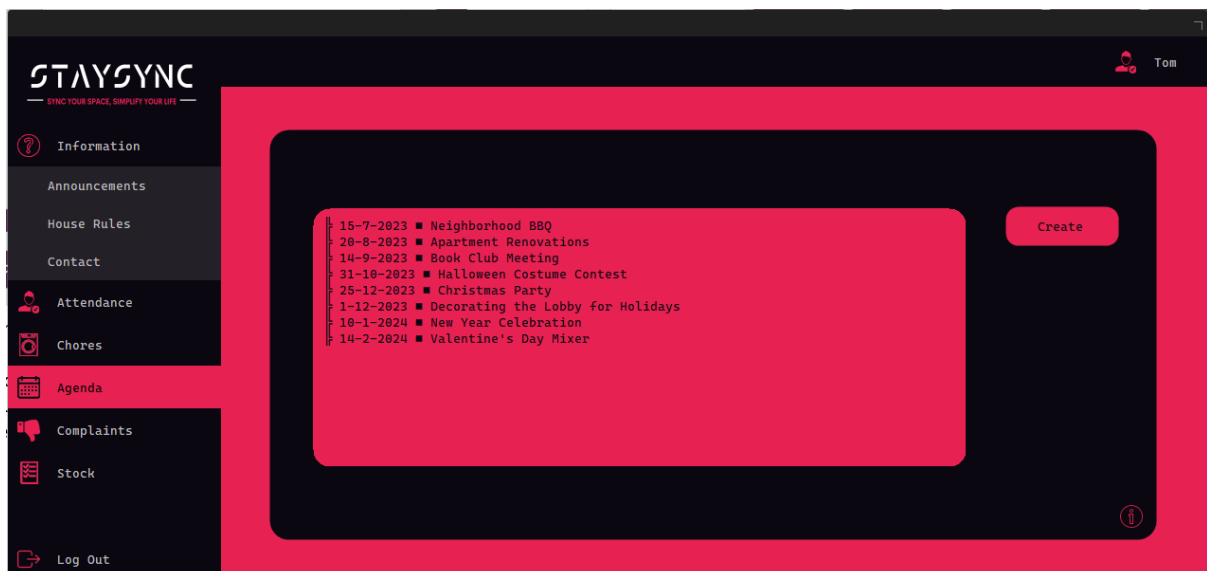 STAYSYNC
SYNC YOUR SPACE, SIMPLIFY YOUR LIFE
Tom
Information
Announcements
House Rules
Contact
Attendance
Chores
Agenda
Complaints
Stock
Log Out
╠ 15-7-2023 ■ Neighborhood BBQ
╠ 20-8-2023 ■ Apartment Renovations
╠ 14-9-2023 ■ Book Club Meeting
╠ 31-10-2023 ■ Halloween Costume Contest
╠ 25-12-2023 ■ Christmas Party
╠ 1-12-2023 ■ Decorating the Lobby for Holidays
╠ 10-1-2024 ■ New Year Celebration
╠ 14-2-2024 ■ Valentine's Day Mixer
Create